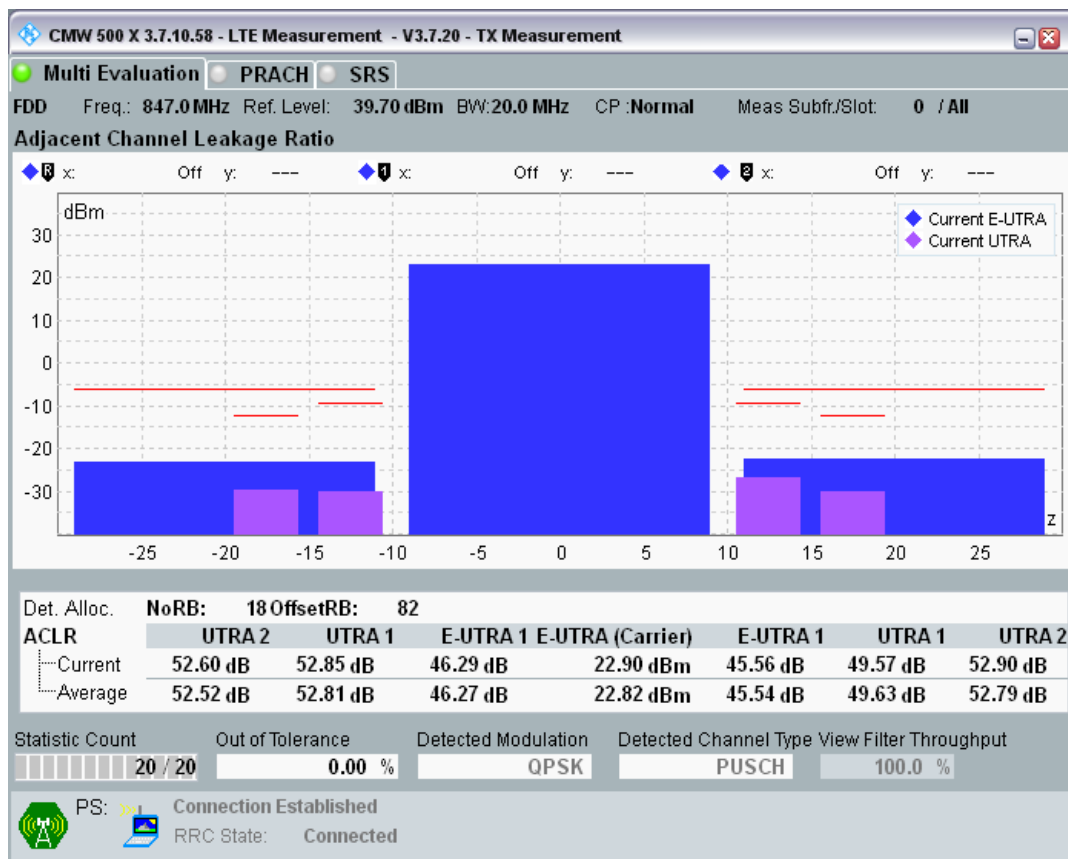 CMW 500 X 3.7.10.58 - LTE Measurement - V3.7.20 - TX Measurement
Multi Evaluation PRACH SRS
FDD Freq.: 847.0 MHz Ref. Level: 39.70 dBm BW:20.0 MHz CP :Normal Meas Subfr./Slot: 0 / All
Adjacent Channel Leakage Ratio
R x: Off y: --- 1 x: Off y: --- 2 x: Off y: ---
dBm
Current E-UTRA
Current UTRA
30
20
10
0
-10
-20
-30
z
-25 -20 -15 -10 -5 0 5 10 15 20 25
Det. Alloc. NoRB: 18 OffsetRB: 82
ACLR UTRA 2 UTRA 1 E-UTRA 1 E-UTRA (Carrier) E-UTRA 1 UTRA 1 UTRA 2
Current 52.60 dB 52.85 dB 46.29 dB 22.90 dBm 45.56 dB 49.57 dB 52.90 dB
Average 52.52 dB 52.81 dB 46.27 dB 22.82 dBm 45.54 dB 49.63 dB 52.79 dB
Statistic Count Out of Tolerance Detected Modulation Detected Channel Type View Filter Throughput
20 / 20 0.00 % QPSK PUSCH 100.0 %
PS: Connection Established
RRC State: Connected